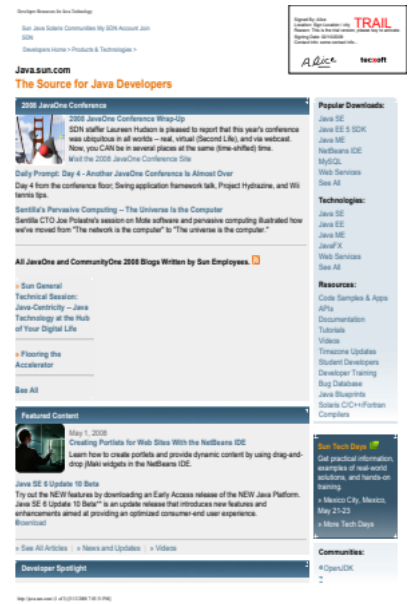 Developer Resources for Java Technology
Sun Java Solaris Communities My SDN Account Join
SDN
Developers Home > Products & Technologies >
Signed By: Alice
TRAIL
Alice
tecxoft
Java.sun.com
The Source for Java Developers
2008 JavaOne Conference
2008 JavaOne Conference Wrap-Up
SDN staffer Laureen Hudson is pleased to report that this year's conference
was ubiquitous in all worlds -- real, virtual (Second Life), and via webcast.
Now, you CAN be in several places at the same (time-shifted) time.
Visit the 2008 JavaOne Conference Site
Daily Prompt: Day 4 - Another JavaOne Conference Is Almost Over
Day 4 from the conference floor; Swing application framework talk, Project Hydrazine, and Wii
tennis tips.
Sentilla's Pervasive Computing -- The Universe Is the Computer
Sentilla CTO Joe Polastre's session on Mote software and pervasive computing illustrated how
we've moved from "The network is the computer" to "The universe is the computer."
All JavaOne and CommunityOne 2008 Blogs Written by Sun Employees.
» Sun General
Technical Session:
Java-Centricity -- Java
Technology at the Hub
of Your Digital Life
» Flooring the
Accelerator
See All
Featured Content
May 1, 2008
Creating Portlets for Web Sites With the NetBeans IDE
Learn how to create portlets and provide dynamic content by using drag-and-
drop jMaki widgets in the NetBeans IDE.
Java SE 6 Update 10 Beta
Try out the NEW features by downloading an Early Access release of the NEW Java Platform.
Java SE 6 Update 10 Beta** is an update release that introduces new features and
enhancements aimed at providing an optimized consumer-end user experience.
Download
» See All Articles | » News and Updates | » Videos
Developer Spotlight
Popular Downloads:
Java SE
Java EE 5 SDK
Java ME
NetBeans IDE
MySQL
Web Services
See All
Technologies:
Java SE
Java EE
Java ME
JavaFX
Web Services
See All
Resources:
Code Samples & Apps
APIs
Documentation
Tutorials
Videos
Timezone Updates
Student Developers
Developer Training
Bug Database
Java Blueprints
Solaris C/C++/Fortran
Compilers
Sun Tech Days
Get practical information,
examples of real-world
solutions, and hands-on
training.
» Mexico City, Mexico,
May 21-23
» More Tech Days
Communities:
OpenJDK